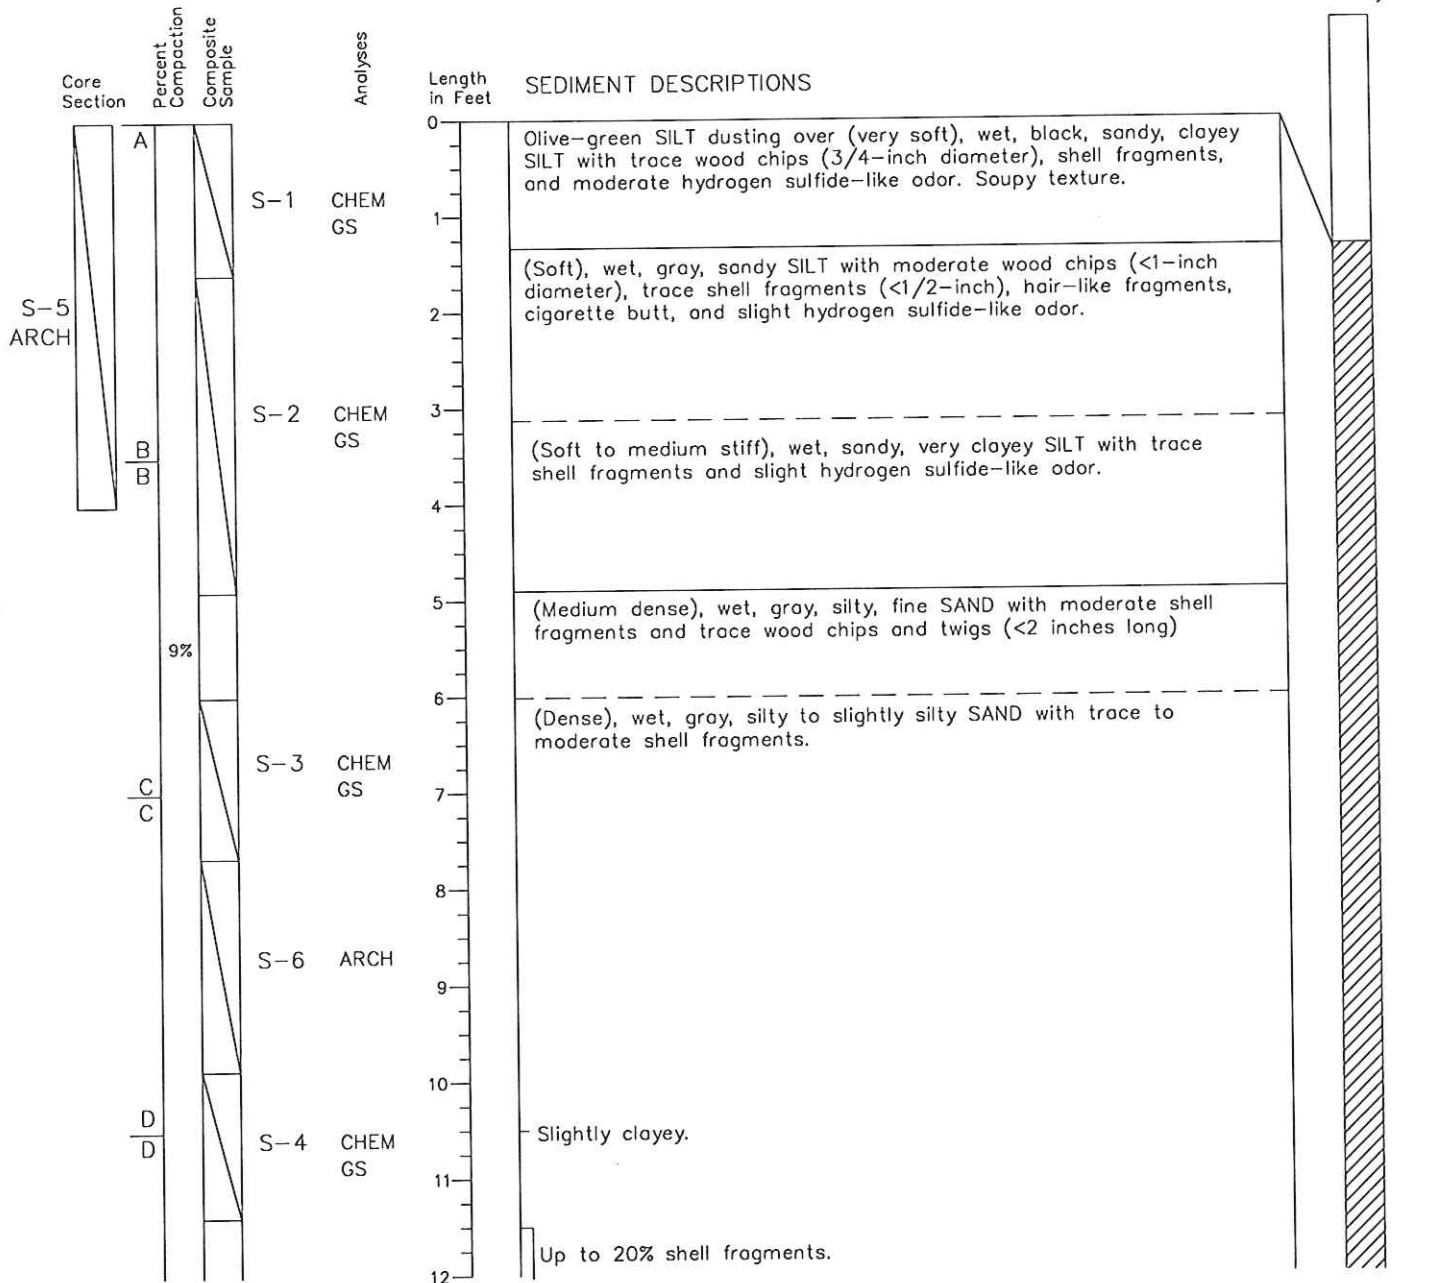 Core
Section
Percent
Compaction
Composite
Sample
Analyses
Length
in Feet
SEDIMENT DESCRIPTIONS
0
A
Olive-green SILT dusting over (very soft), wet, black, sandy, clayey
SILT with trace wood chips (3/4-inch diameter), shell fragments,
and moderate hydrogen sulfide-like odor. Soupy texture.
S-1 CHEM
GS
1
(Soft), wet, gray, sandy SILT with moderate wood chips (<1-inch
diameter), trace shell fragments (<1/2-inch), hair-like fragments,
cigarette butt, and slight hydrogen sulfide-like odor.
S-5
ARCH
2
S-2 CHEM
GS
3
B
B
(Soft to medium stiff), wet, sandy, very clayey SILT with trace
shell fragments and slight hydrogen sulfide-like odor.
4
5
(Medium dense), wet, gray, silty, fine SAND with moderate shell
fragments and trace wood chips and twigs (<2 inches long)
9%
6
(Dense), wet, gray, silty to slightly silty SAND with trace to
moderate shell fragments.
S-3 CHEM
GS
C
7
C
8
S-6 ARCH
9
10
D
D
Slightly clayey.
S-4 CHEM
GS
11
Up to 20% shell fragments.
12